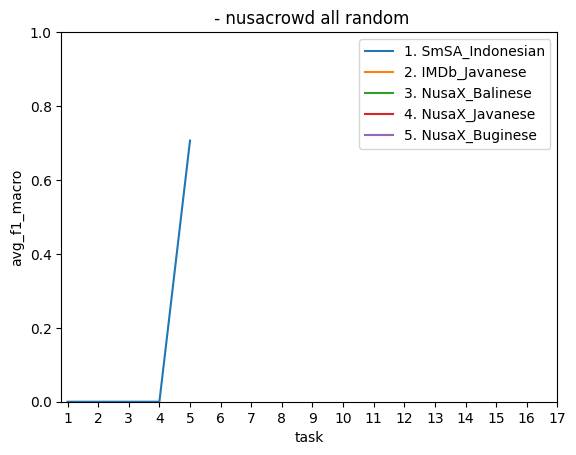 - nusacrowd all random
1. SmSA_Indonesian
2. IMDb_Javanese
3. NusaX_Balinese
4. NusaX_Javanese
5. NusaX_Buginese
avg_f1_macro
1.0
0.8
0.6
0.4
0.2
0.0
1 2 3 4 5 6 7 8 9 10 11 12 13 14 15 16 17
task